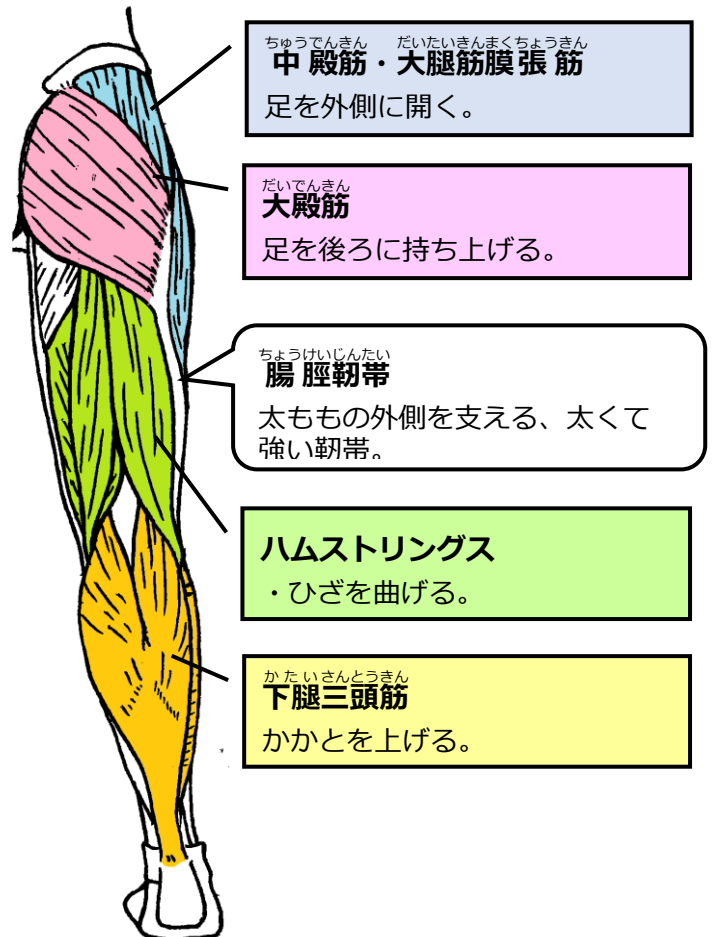 ちゅうでんきん だいたいきんまくちょうきん
中殿筋・大腿筋膜張筋
足を外側に開く。
だいでんきん
大殿筋
足を後ろに持ち上げる。
ちょうけいじんたい
腸脛靭帯
太ももの外側を支える、太くて
強い靭帯。
ハムストリングス
・ひざを曲げる。
かたいさんとうきん
下腿三頭筋
かかとを上げる。